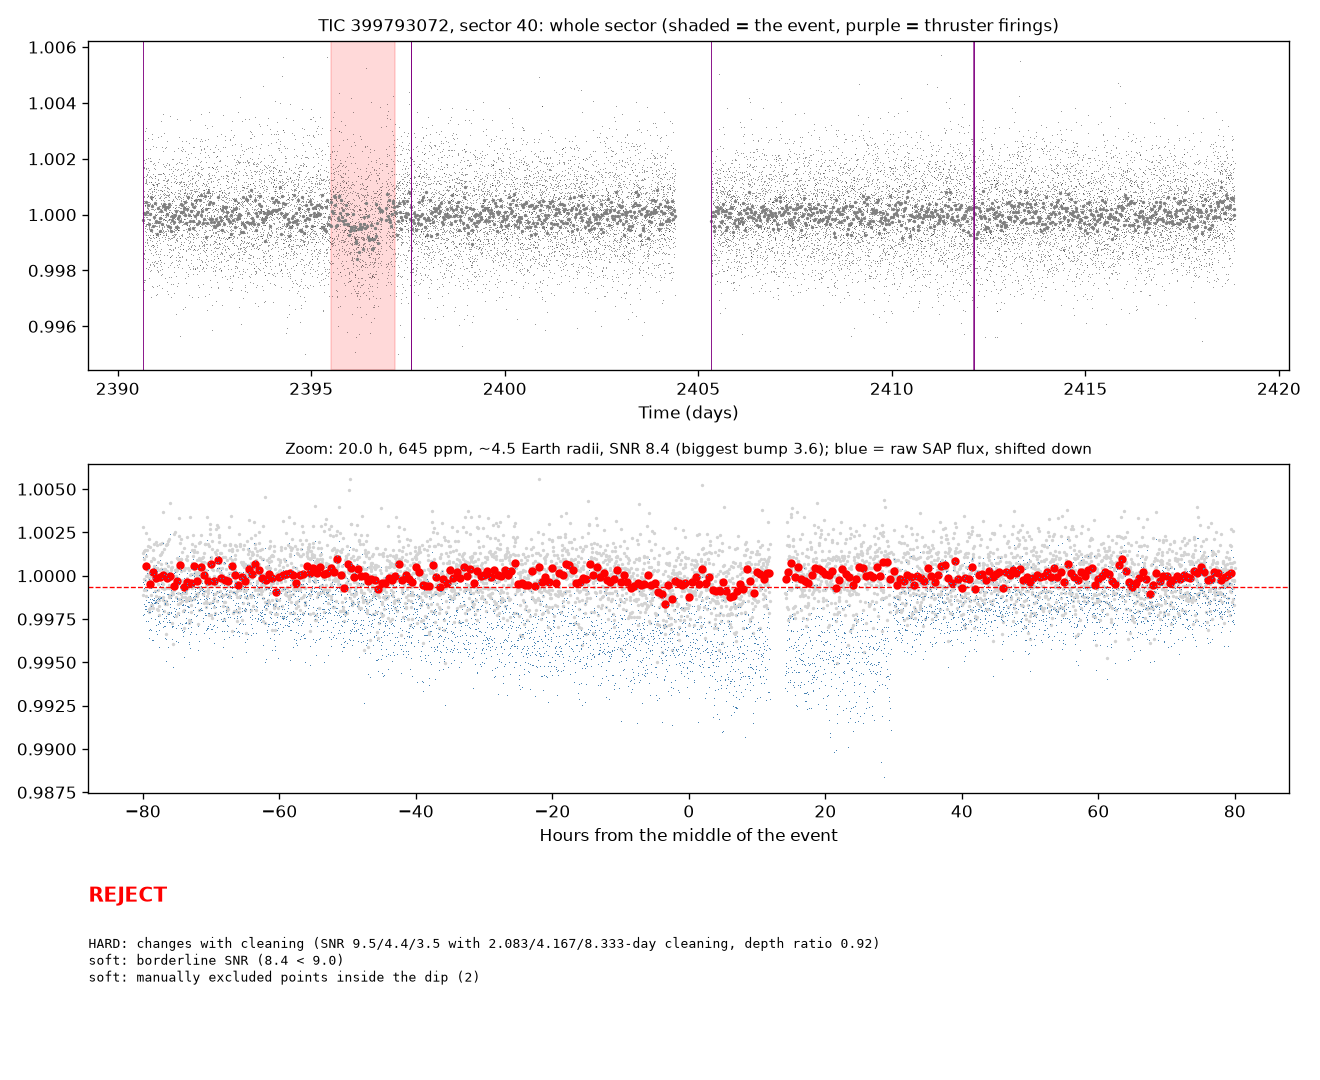 TIC 399793072, sector 40: whole sector (shaded = the event, purple = thruster firings)
1.006
1.004
1.002
1.000
0.998
0.996
2390 2395 2400 2405 2410 2415 2420
Time (days)
Zoom: 20.0 h, 645 ppm, ~4.5 Earth radii, SNR 8.4 (biggest bump 3.6); blue = raw SAP flux, shifted down
1.0050
1.0025
1.0000
0.9975
0.9950
0.9925
0.9900
0.9875
−80 −60 −40 −20 0 20 40 60 80
Hours from the middle of the event
REJECT
HARD: changes with cleaning (SNR 9.5/4.4/3.5 with 2.083/4.167/8.333-day cleaning, depth ratio 0.92)
soft: borderline SNR (8.4 < 9.0)
soft: manually excluded points inside the dip (2)